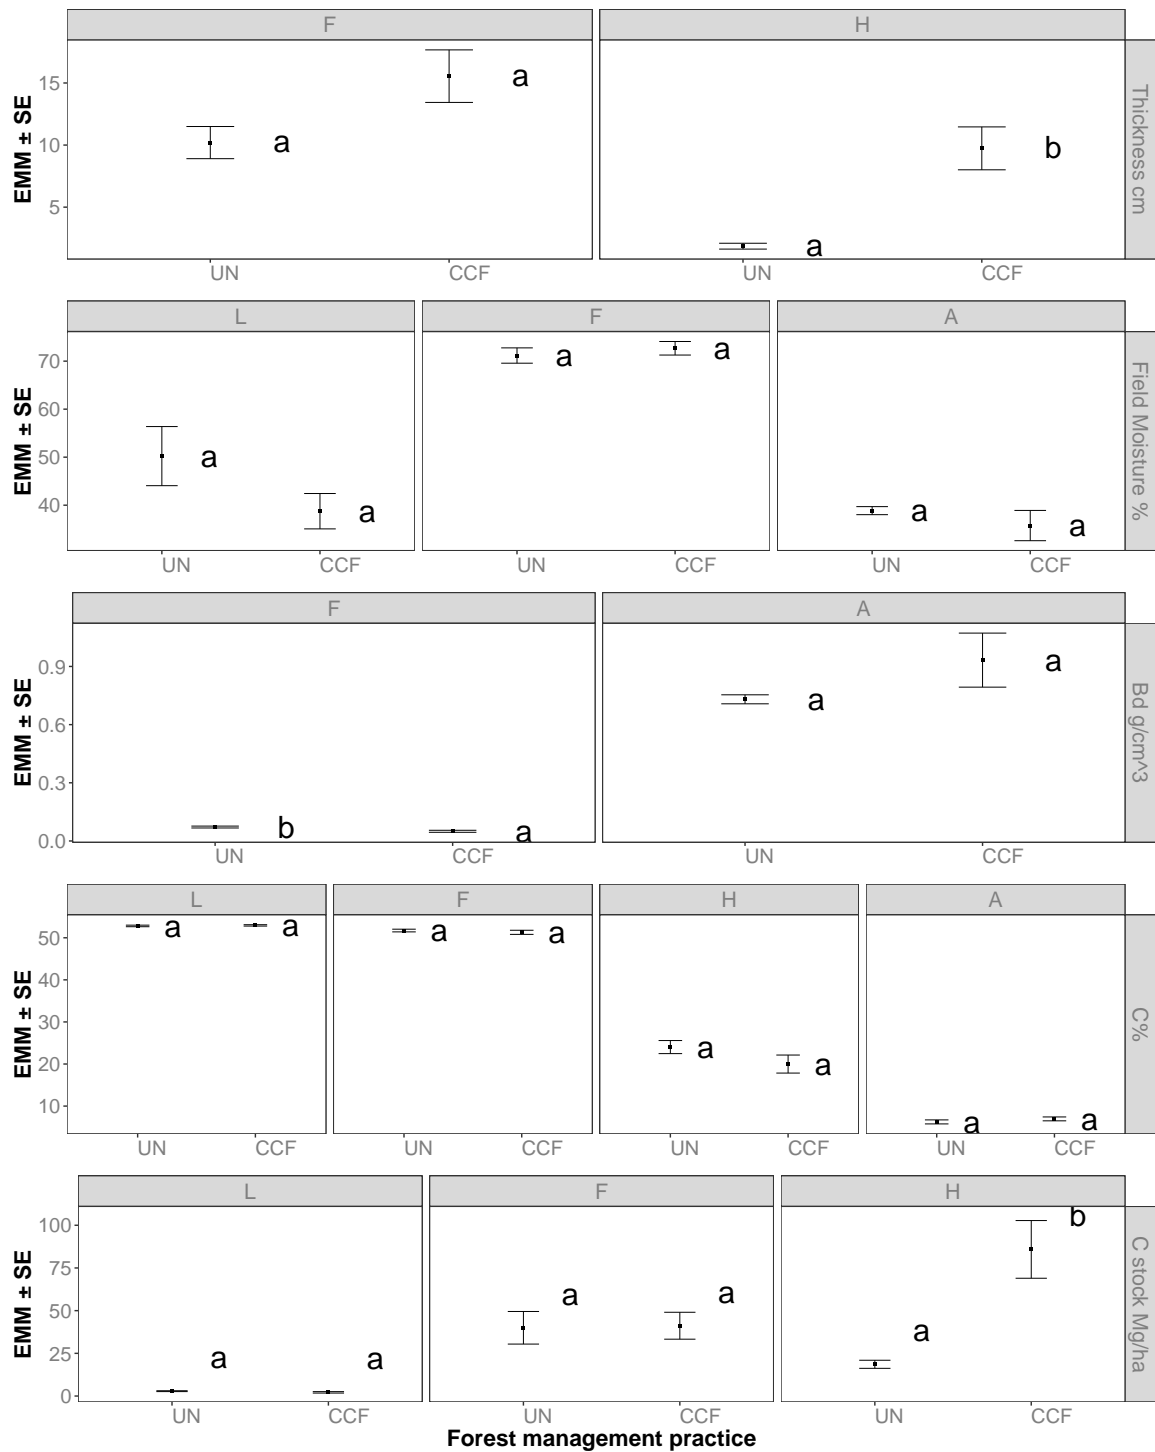 F H
EMM ± SE
15
10
5
a a a b
Thickness cm
UN CCF UN CCF
L F A
EMM ± SE
70
60
50
40
a a a a a a
Field Moisture %
UN CCF UN CCF UN CCF
F A
EMM ± SE
0.9
0.6
0.3
0.0
b a a a
Bd g/cm^3
UN CCF UN CCF
L F H A
EMM ± SE
50
40
30
20
10
a a a a a a a a
C%
UN CCF UN CCF UN CCF UN CCF
L F H
EMM ± SE
100
75
50
25
0
a a a a a b
C stock Mg/ha
UN CCF UN CCF UN CCF
Forest management practice